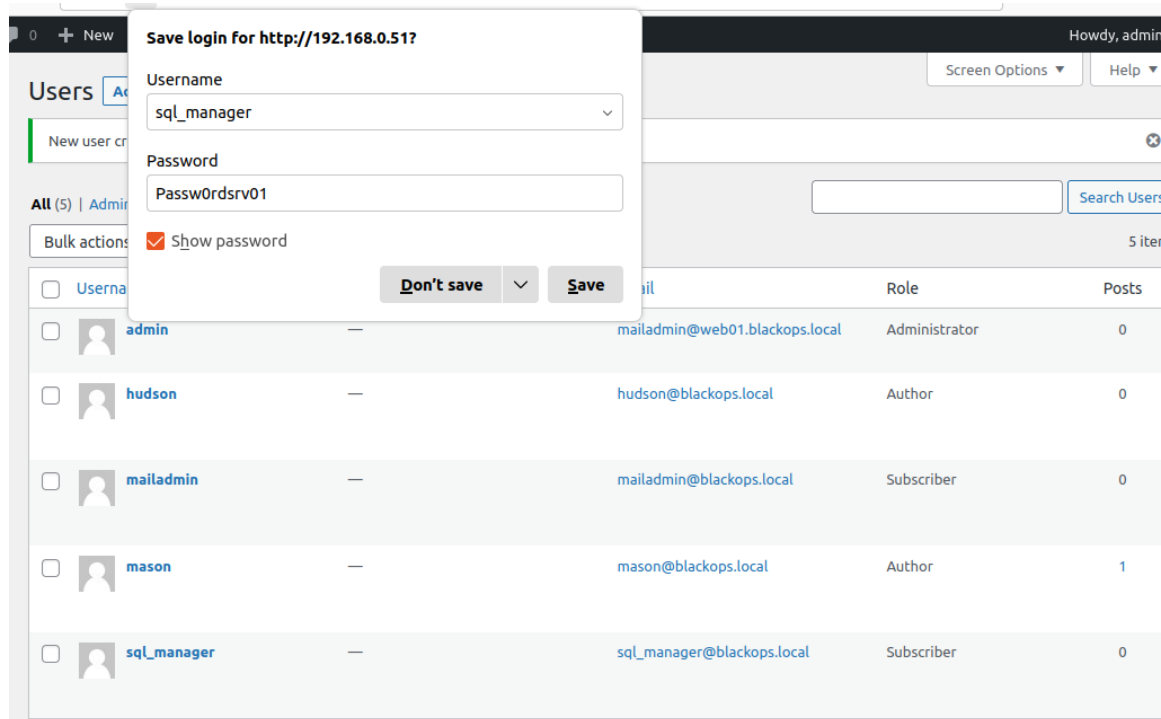 0 + New
Howdy, admin
Save login for http://192.168.0.51?
Screen Options ▼
Help ▼
Users
Username
sql_manager
New user cr
Password
Passw0rdsrv01
All (5) | Admin
Search Users
Show password
Bulk actions
5 iter
Don't save
Save
Userna
ail
Role
Posts
admin — mailadmin@web01.blackops.local Administrator 0
hudson — hudson@blackops.local Author 0
mailadmin — mailadmin@blackops.local Subscriber 0
mason — mason@blackops.local Author 1
sql_manager — sql_manager@blackops.local Subscriber 0